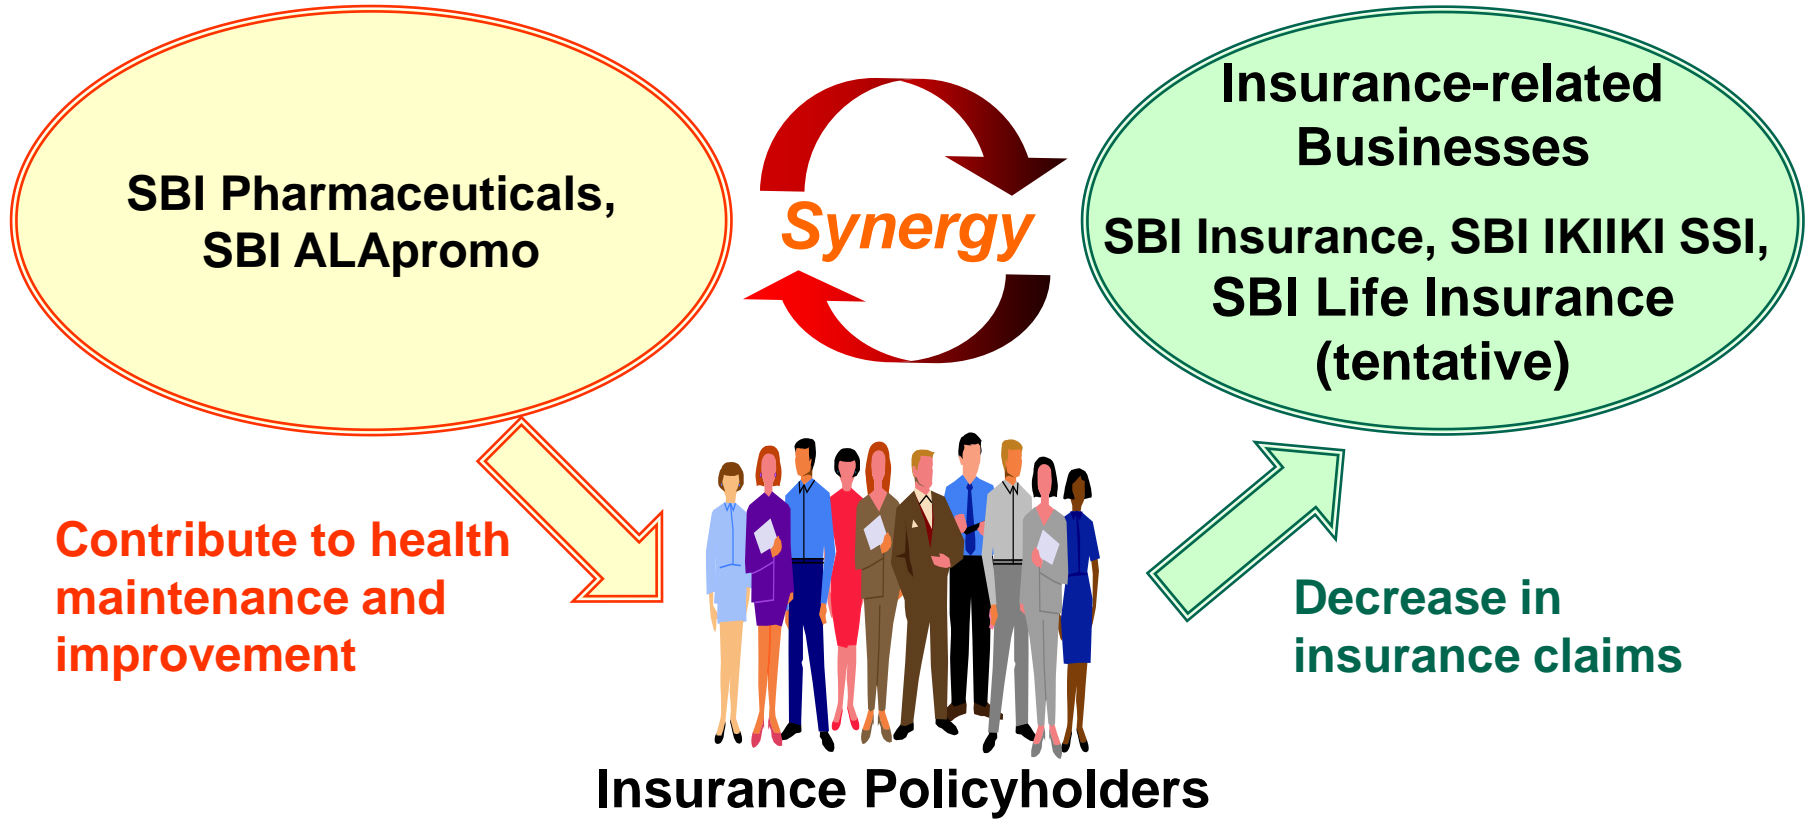 SBI Pharmaceuticals,
SBI ALApromo
Synergy
Insurance-related
Businesses
SBI Insurance, SBI IKIIKI SSI,
SBI Life Insurance
(tentative)
Contribute to health
maintenance and
improvement
Decrease in
insurance claims
Insurance Policyholders